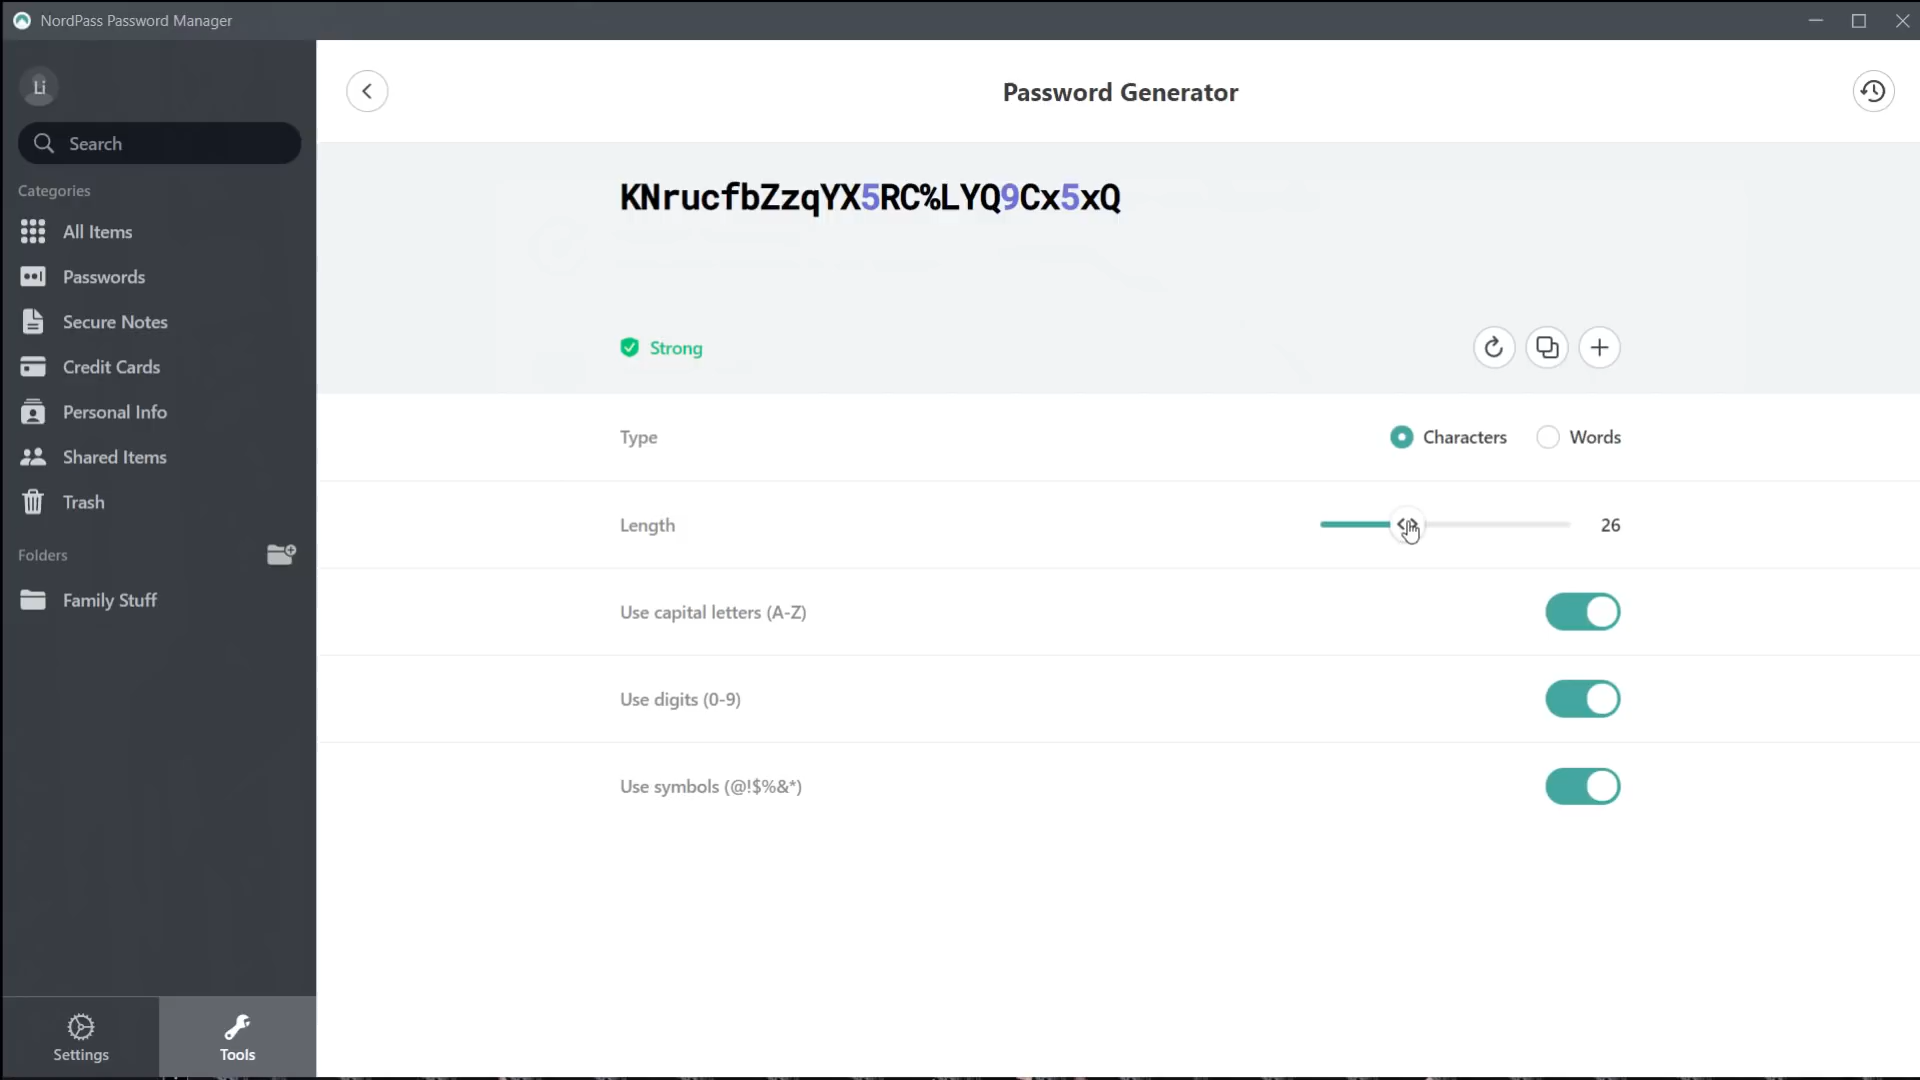 NordPass Password Manager
Li
Search
Categories
All Items
Passwords
Secure Notes
Credit Cards
Personal Info
Shared Items
Trash
Folders
Family Stuff
Settings
Tools
Password Generator
KNrucfbZzqYX5RC%LYQ9Cx5xQ
Strong
Type
Characters
Words
Length
26
Use capital letters (A-Z)
Use digits (0-9)
Use symbols (@!$%&*)